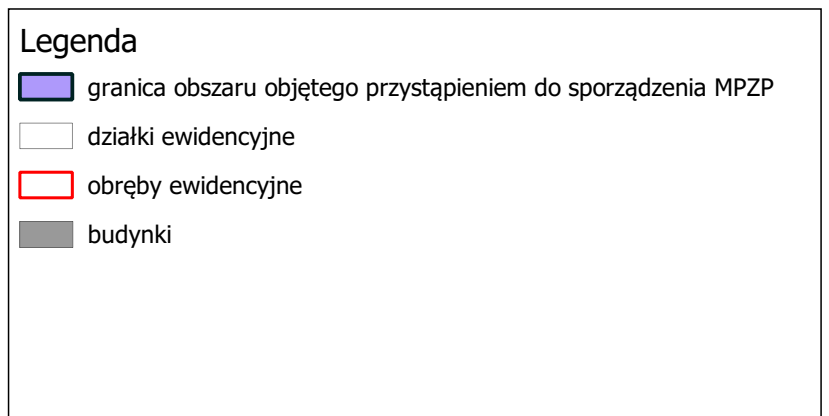 Legenda
granica obszaru objętego przystąpieniem do sporządzenia MPZP
działki ewidencyjne
obręby ewidencyjne
budynki